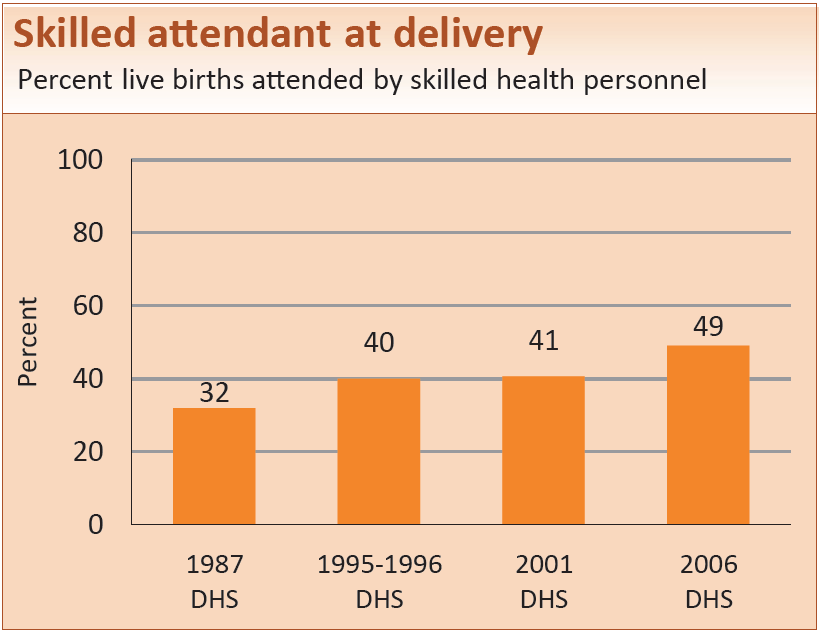 Skilled attendant at delivery
Percent live births attended by skilled health personnel
Percent
100
80
60
40
20
0
32
40
41
49
1987
DHS
1995-1996
DHS
2001
DHS
2006
DHS